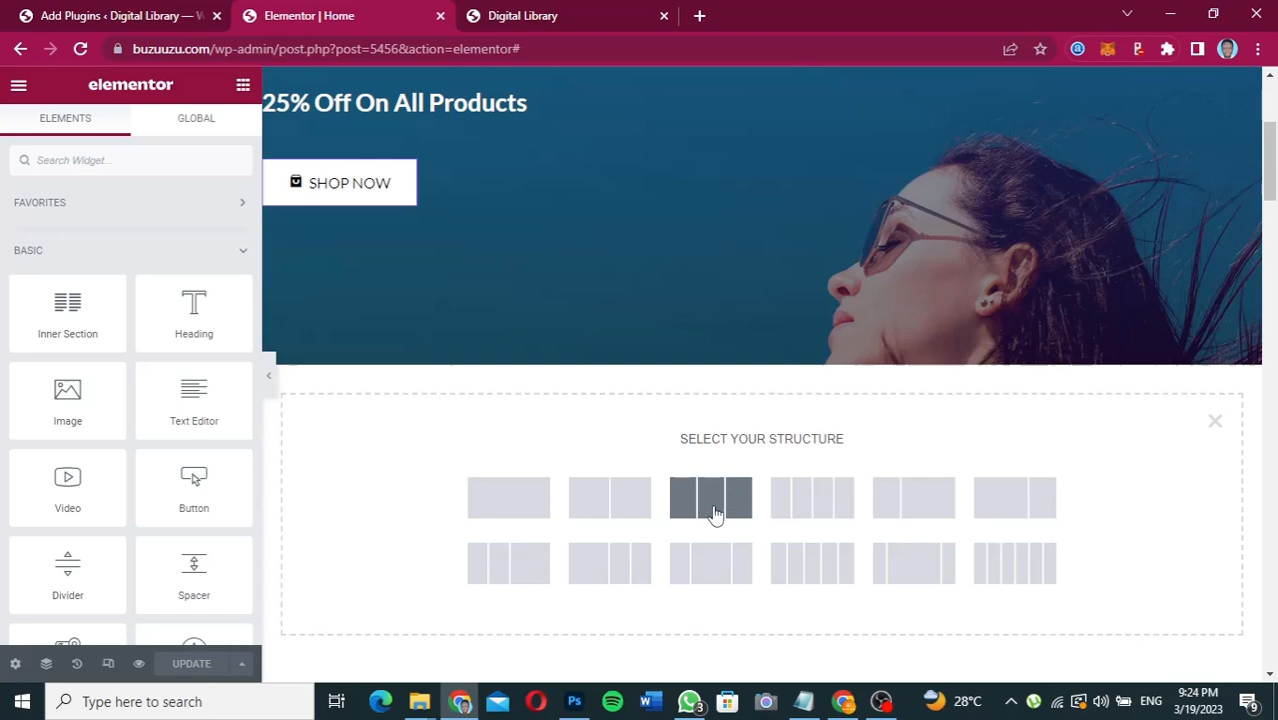 Add Plugins ‹ Digital Library — W
Elementor | Home
Digital Library
buzuuzu.com/wp-admin/post.php?post=5456&action=elementor#
elementor
ELEMENTS
GLOBAL
Search Widget...
FAVORITES
BASIC
Inner Section
Heading
Image
Text Editor
Video
Button
Divider
Spacer
UPDATE
25% Off On All Products
SHOP NOW
SELECT YOUR STRUCTURE
Type here to search
3
28°C
ENG
9:24 PM
3/19/2023
9